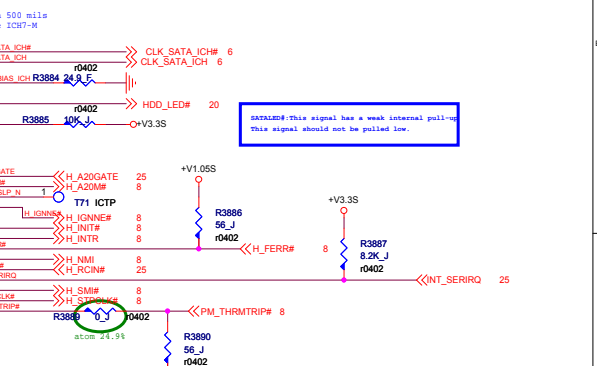 500 mils
ICH7-M
CLK_SATA_ICH# 6
CLK_SATA_ICH 6
r0402
BIAS_ICH R3884 24.9_F
HDD_LED# 20
r0402
R3885 10K_J +V3.3S
SATALED#:This signal has a weak internal pull-up
This signal should not be pulled low.
H_A20GATE 25
H_A20M# 8
1 T71 ICTP
H_IGNNE# H_IGNNE# 8
H_INIT# 8
H_INTR 8
+V1.05S
R3886
56_J
r0402
H_FERR# 8
+V3.3S
R3887
8.2K_J
r0402
H_NMI 8
H_RCIN# 25
INT_SERIRQ 25
H_SMI# 8
H_STPCLK# 8
R3889 0_J r0402
PM_THRMTRIP# 8
atom 24.9%
R3890
56_J
r0402